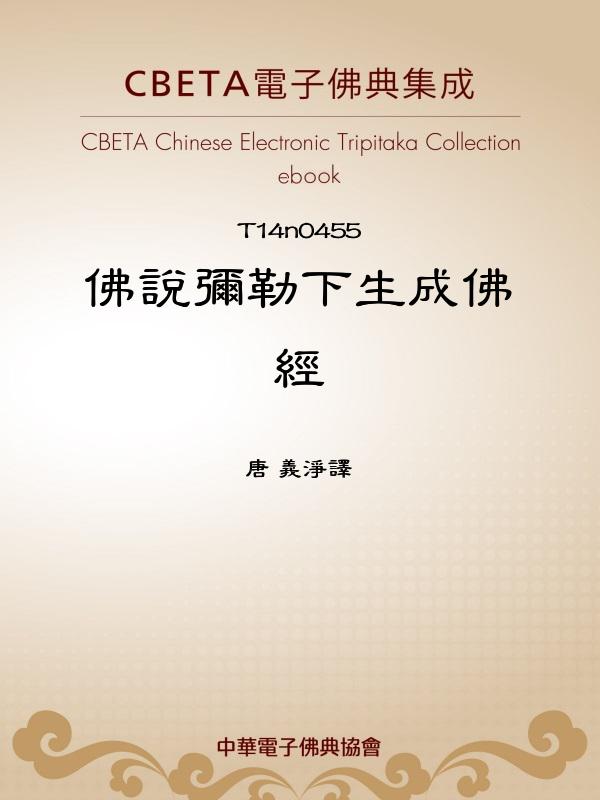 CBETA電子佛典集成
CBETA Chinese Electronic Tripitaka Collection
ebook
T14n0455
佛說彌勒下生成佛
經
唐 義淨譯
中華電子佛典協會